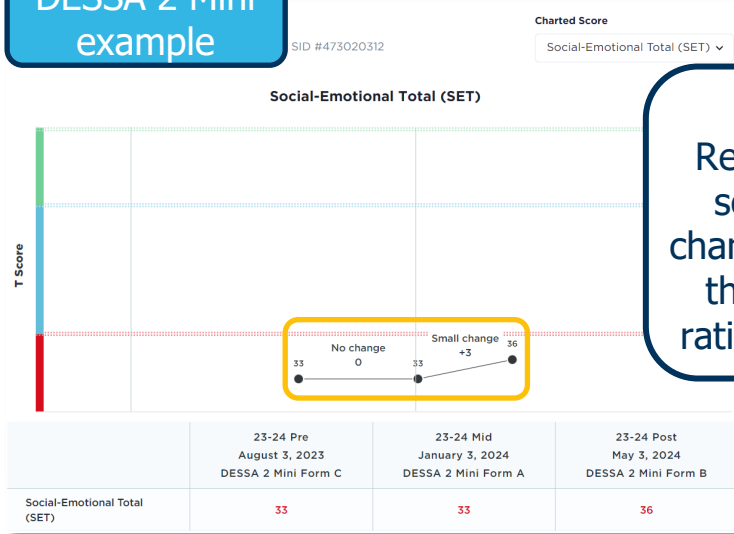 DESSA 2 Mini
example
SID #473020312
Charted Score
Social-Emotional Total (SET)
Social-Emotional Total (SET)
T Score
No change
0
Small change
+3
33
33
36
23-24 Pre
August 3, 2023
DESSA 2 Mini Form C
23-24 Mid
January 3, 2024
DESSA 2 Mini Form A
23-24 Post
May 3, 2024
DESSA 2 Mini Form B
Social-Emotional Total
(SET)
33
33
36